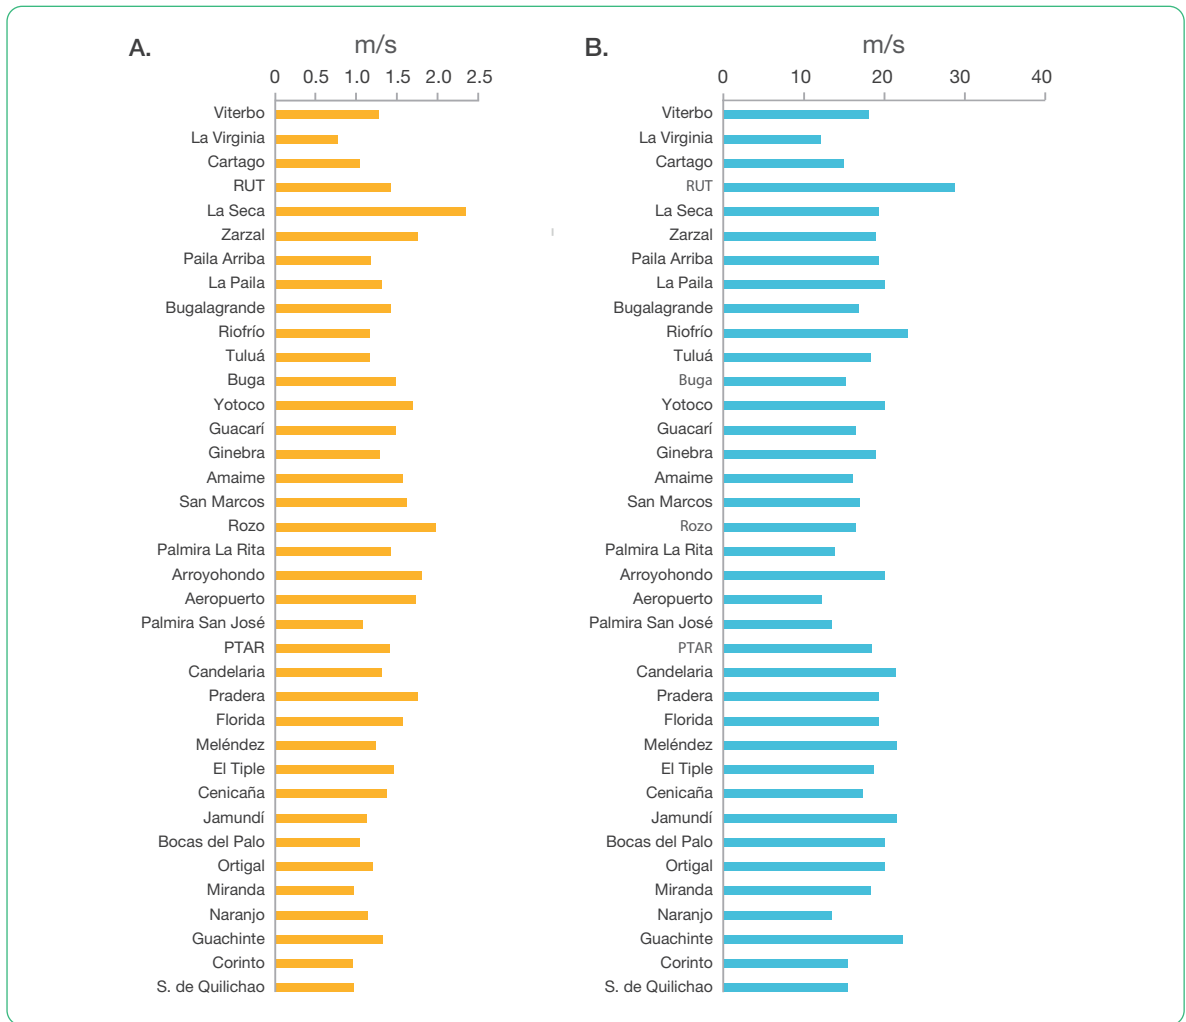 A.
m/s
0 0.5 1.0 1.5 2.0 2.5
Viterbo
La Virginia
Cartago
RUT
La Seca
Zarzal
Paila Arriba
La Paila
Bugalagrande
Riofrío
Tuluá
Buga
Yotoco
Guacarí
Ginebra
Amaime
San Marcos
Rozo
Palmira La Rita
Arroyohondo
Aeropuerto
Palmira San José
PTAR
Candelaria
Pradera
Florida
Meléndez
El Tiple
Cenicaña
Jamundí
Bocas del Palo
Ortigal
Miranda
Naranjo
Guachinte
Corinto
S. de Quilichao
B.
m/s
0 10 20 30 40
Viterbo
La Virginia
Cartago
RUT
La Seca
Zarzal
Paila Arriba
La Paila
Bugalagrande
Riofrío
Tuluá
Buga
Yotoco
Guacarí
Ginebra
Amaime
San Marcos
Rozo
Palmira La Rita
Arroyohondo
Aeropuerto
Palmira San José
PTAR
Candelaria
Pradera
Florida
Meléndez
El Tiple
Cenicaña
Jamundí
Bocas del Palo
Ortigal
Miranda
Naranjo
Guachinte
Corinto
S. de Quilichao